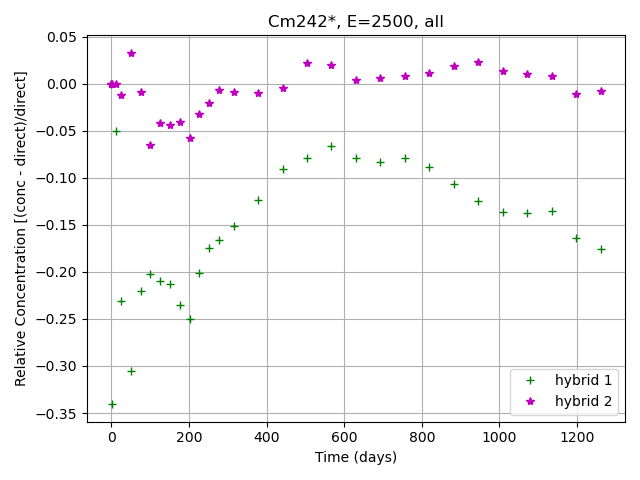 Cm242*, E=2500, all
Relative Concentration [(conc - direct)/direct]
0.05
0.00
−0.05
−0.10
−0.15
−0.20
−0.25
−0.30
−0.35
hybrid 1
hybrid 2
0 200 400 600 800 1000 1200
Time (days)